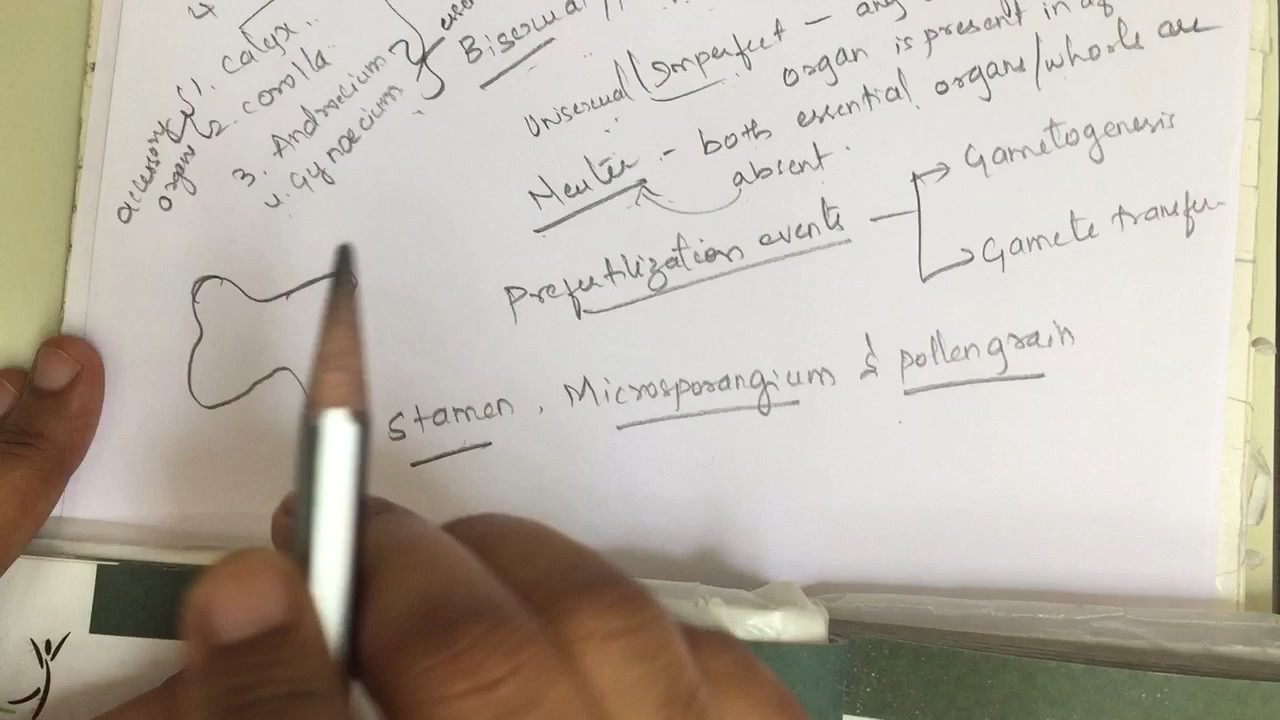 accessory organ
1. calyx
2. corolla
3. Androecium
4. Gynoecium
Bisexual
Unisexual (Imperfect – any
organ is present in a f
Neuter - both essential organs/whorls are
absent.
Prefertilization events
Gametogenesis
Gamete transfer
Stamen, Microsporangium & pollengrain